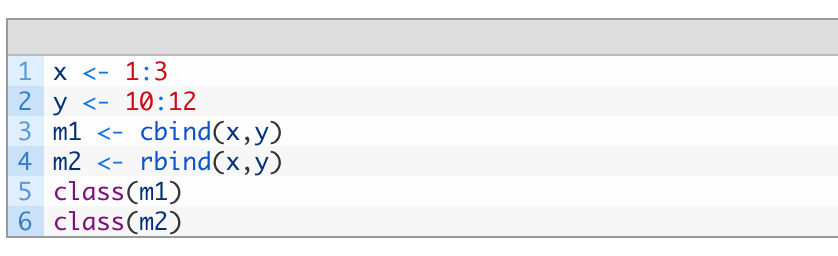 1 x <- 1:3
2 y <- 10:12
3 m1 <- cbind(x,y)
4 m2 <- rbind(x,y)
5 class(m1)
6 class(m2)